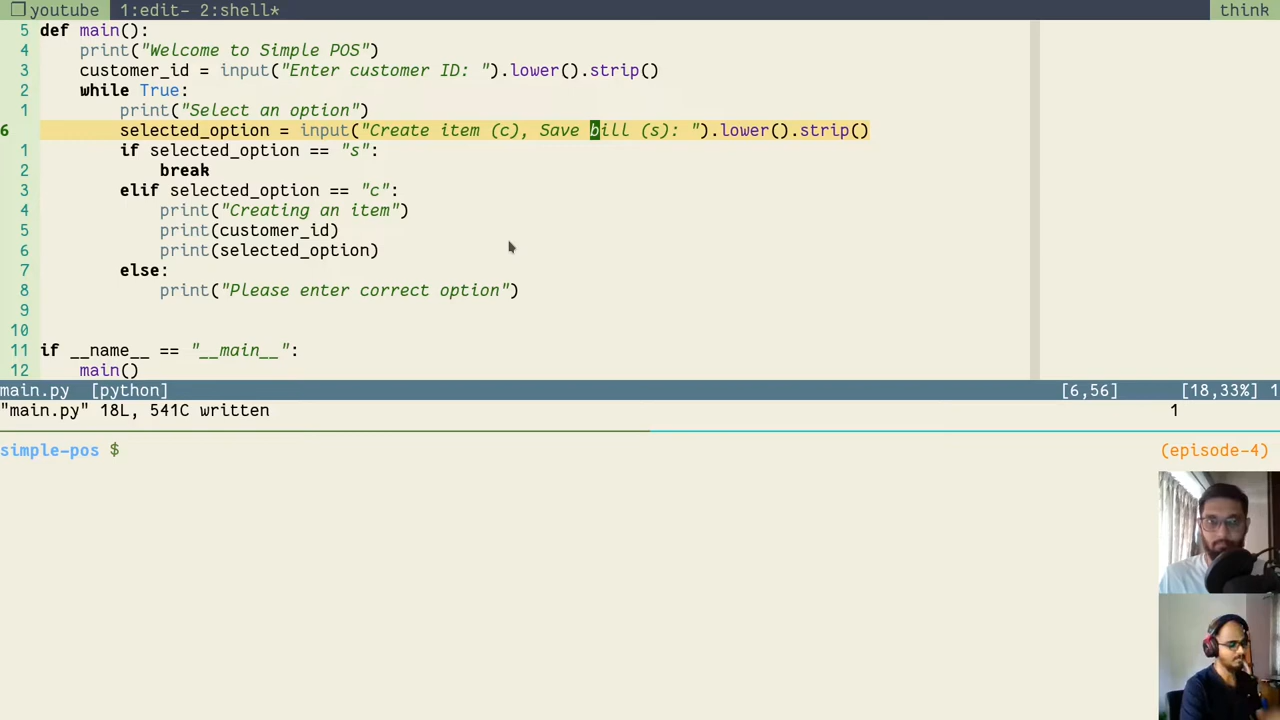 youtube 1:edit- 2:shell* think
5 def main():
4 print("Welcome to Simple POS")
3 customer_id = input("Enter customer ID: ").lower().strip()
2 while True:
1 print("Select an option")
6 selected_option = input("Create item (c), Save bill (s): ").lower().strip()
1 if selected_option == "s":
2 break
3 elif selected_option == "c":
4 print("Creating an item")
5 print(customer_id)
6 print(selected_option)
7 else:
8 print("Please enter correct option")
9
10
11 if __name__ == "__main__":
12 main()
main.py [python] [6,56] [18,33%] 1
"main.py" 18L, 541C written 1
simple-pos $ (episode-4)